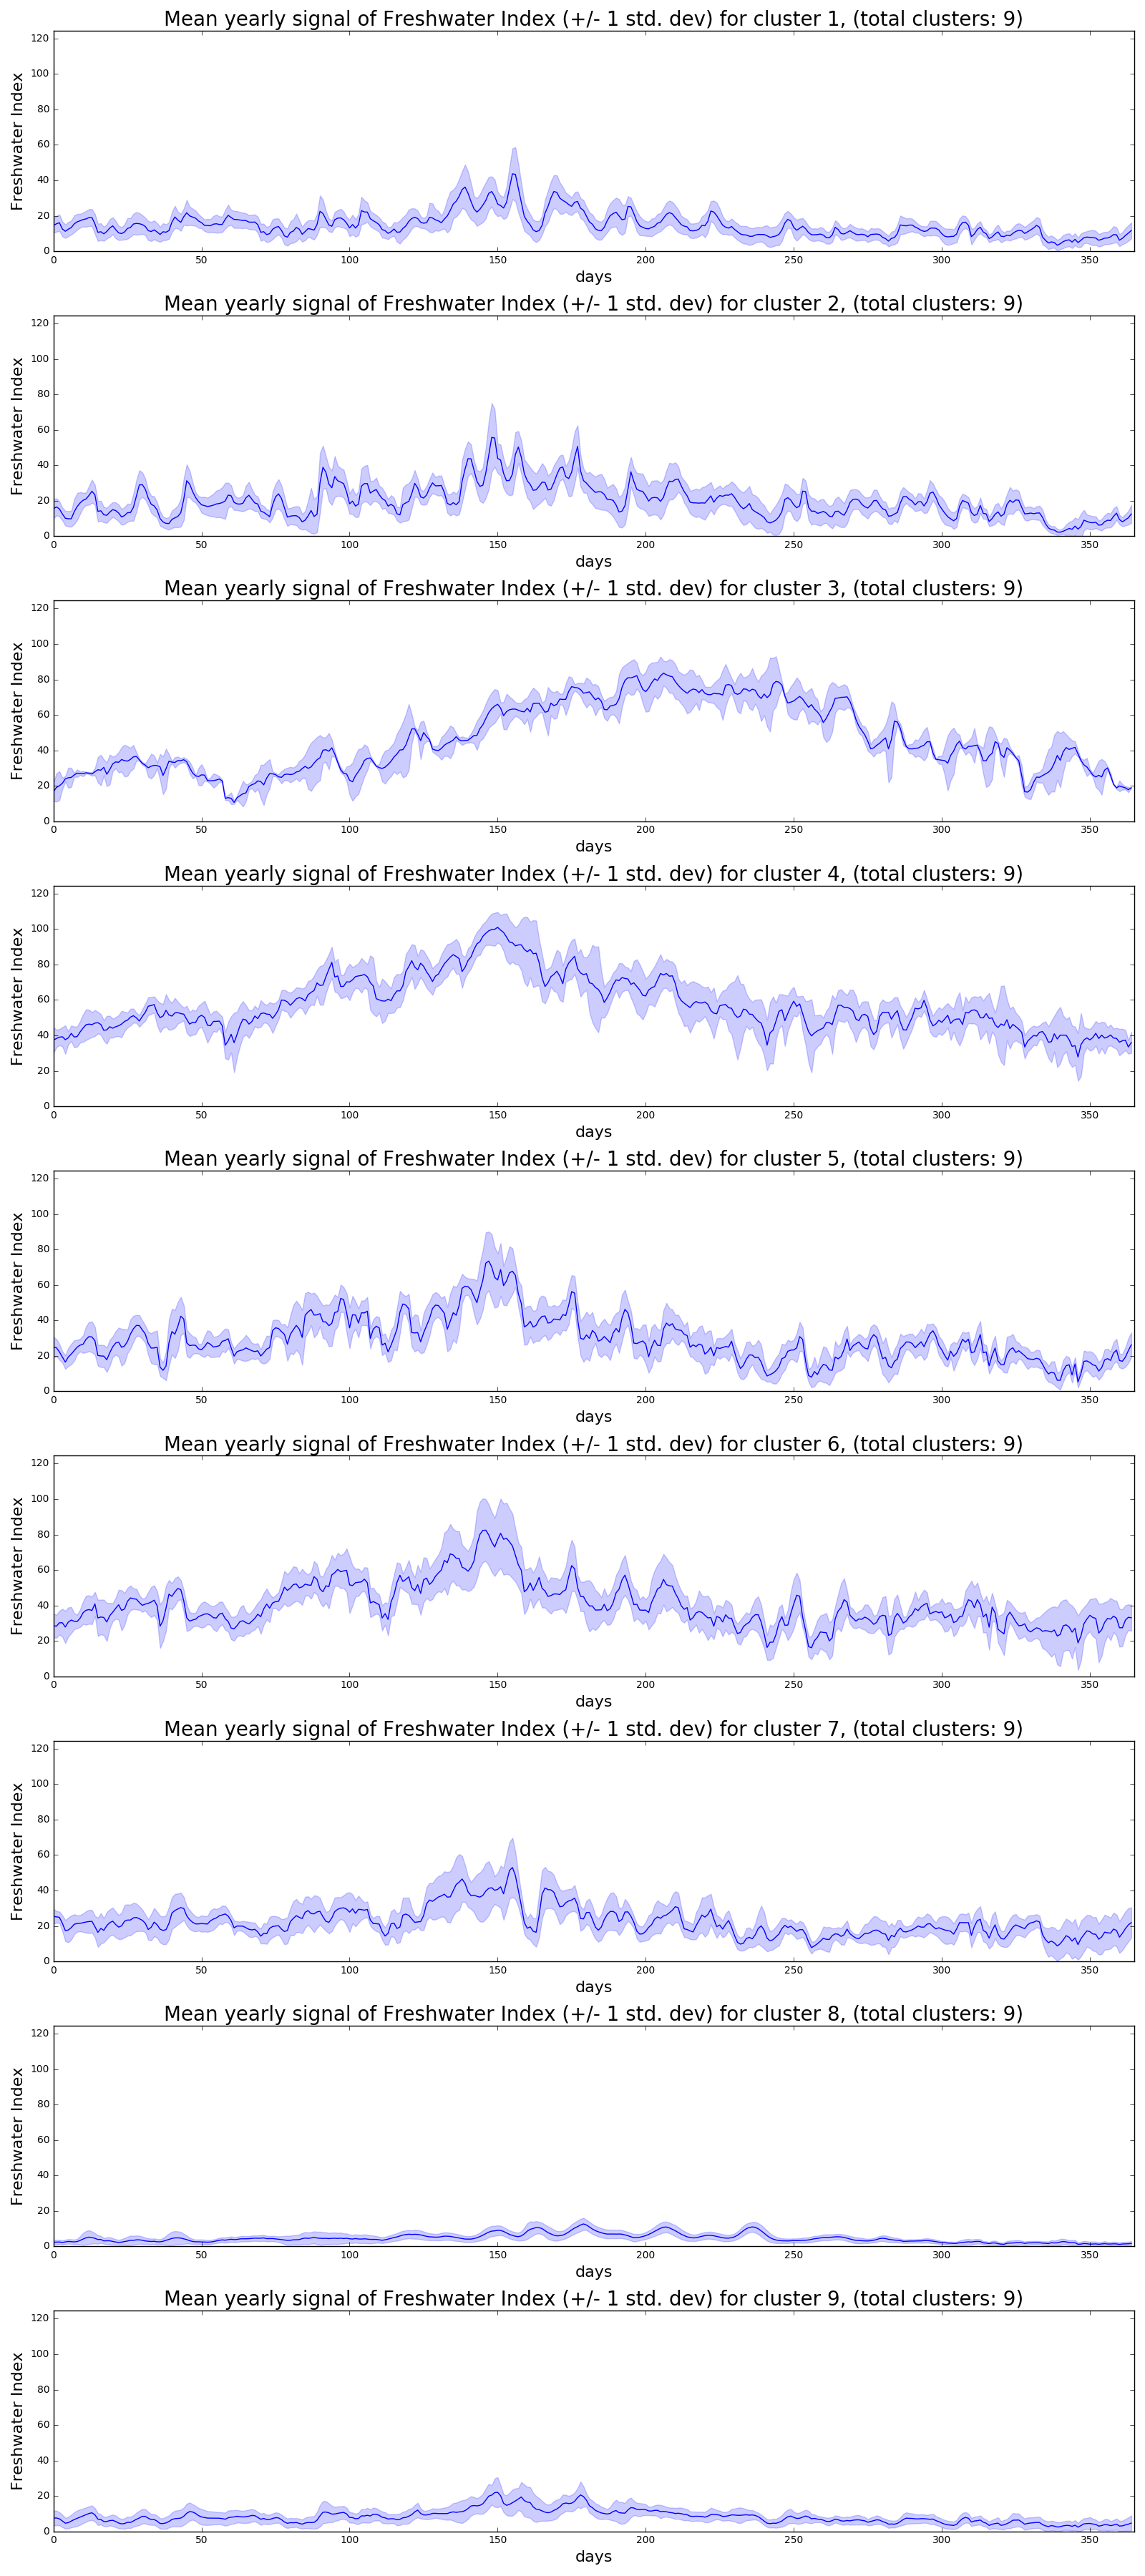 Mean yearly signal of Freshwater Index (+/- 1 std. dev) for cluster 1, (total clusters: 9)
120
100
80
60
40
20
0
Freshwater Index
0 50 100 150 200 250 300 350
days
Mean yearly signal of Freshwater Index (+/- 1 std. dev) for cluster 2, (total clusters: 9)
120
100
80
60
40
20
0
Freshwater Index
0 50 100 150 200 250 300 350
days
Mean yearly signal of Freshwater Index (+/- 1 std. dev) for cluster 3, (total clusters: 9)
120
100
80
60
40
20
0
Freshwater Index
0 50 100 150 200 250 300 350
days
Mean yearly signal of Freshwater Index (+/- 1 std. dev) for cluster 4, (total clusters: 9)
120
100
80
60
40
20
0
Freshwater Index
0 50 100 150 200 250 300 350
days
Mean yearly signal of Freshwater Index (+/- 1 std. dev) for cluster 5, (total clusters: 9)
120
100
80
60
40
20
0
Freshwater Index
0 50 100 150 200 250 300 350
days
Mean yearly signal of Freshwater Index (+/- 1 std. dev) for cluster 6, (total clusters: 9)
120
100
80
60
40
20
0
Freshwater Index
0 50 100 150 200 250 300 350
days
Mean yearly signal of Freshwater Index (+/- 1 std. dev) for cluster 7, (total clusters: 9)
120
100
80
60
40
20
0
Freshwater Index
0 50 100 150 200 250 300 350
days
Mean yearly signal of Freshwater Index (+/- 1 std. dev) for cluster 8, (total clusters: 9)
120
100
80
60
40
20
0
Freshwater Index
0 50 100 150 200 250 300 350
days
Mean yearly signal of Freshwater Index (+/- 1 std. dev) for cluster 9, (total clusters: 9)
120
100
80
60
40
20
0
Freshwater Index
0 50 100 150 200 250 300 350
days